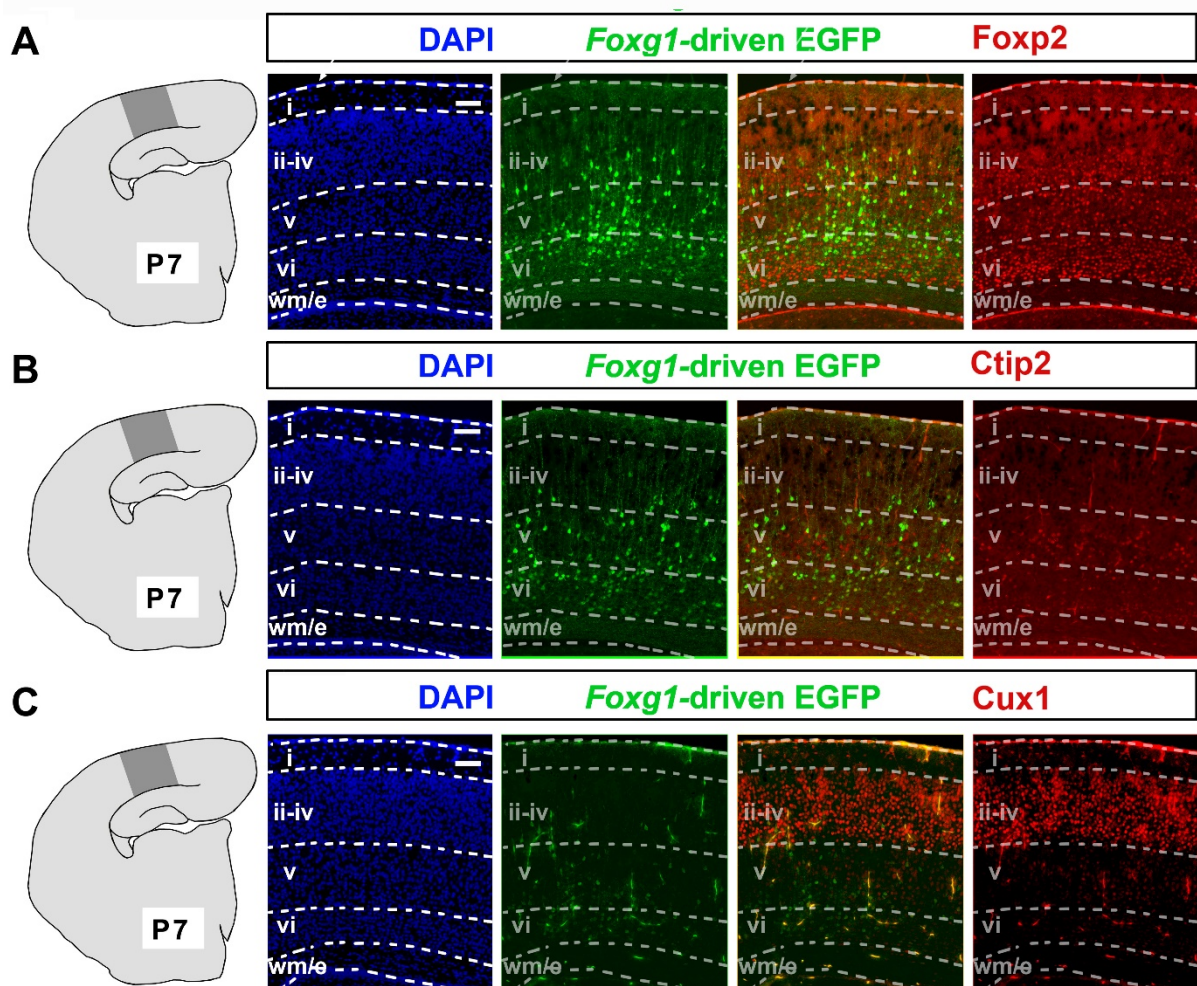 A
DAPI Foxg1-driven EGFP Foxp2
i i i i
ii-iv ii-iv ii-iv ii-iv
v v v v
vi vi vi vi
wm/e wm/e wm/e wm/e
P7
B
DAPI Foxg1-driven EGFP Ctip2
i i i i
ii-iv ii-iv ii-iv ii-iv
v v v v
vi vi vi vi
wm/e wm/e wm/e wm/e
P7
C
DAPI Foxg1-driven EGFP Cux1
i i i i
ii-iv ii-iv ii-iv ii-iv
v v v v
vi vi vi vi
wm/e wm/e wm/e wm/e
P7